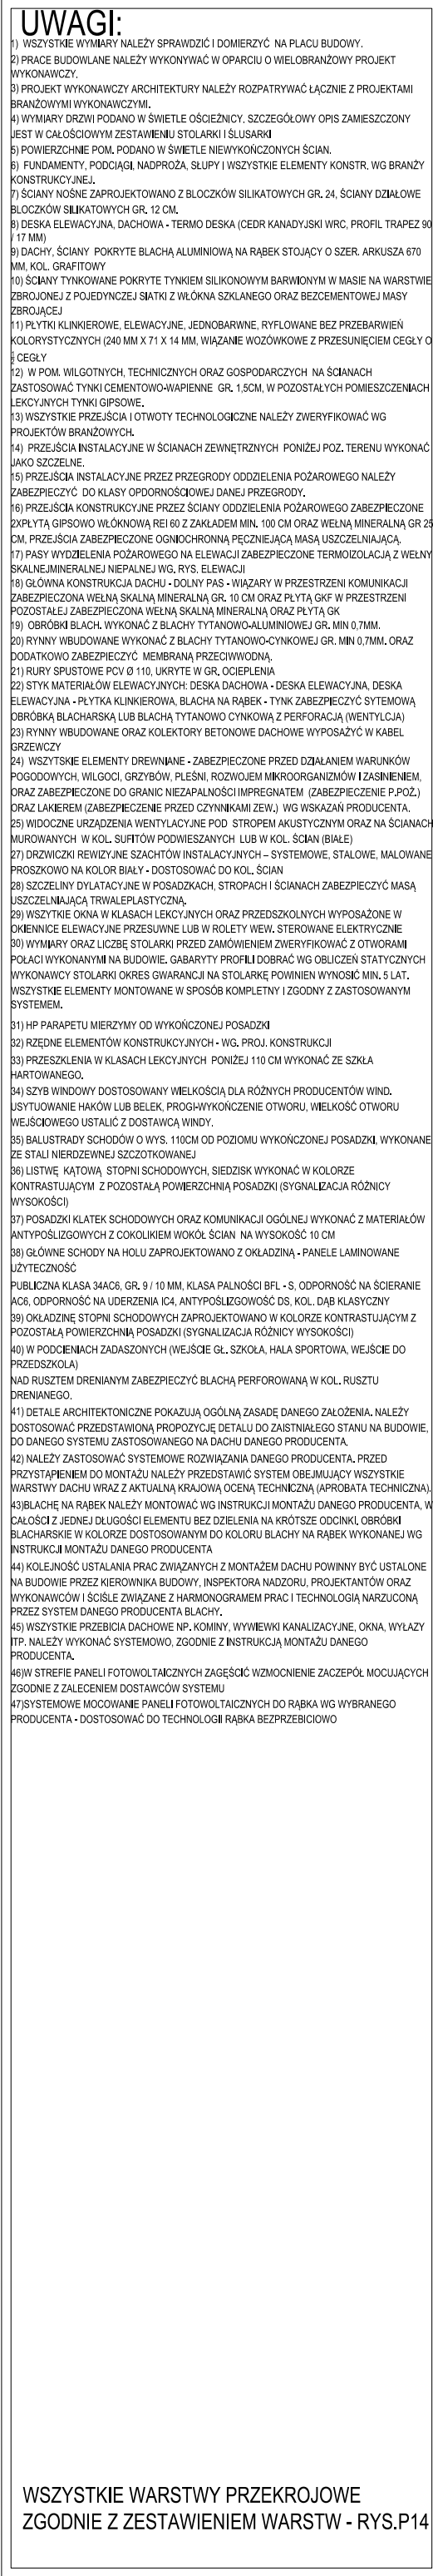 UWAGI:
1) WSZYSTKIE WYMIARY NALEŻY SPRAWDZIĆ I DOMIERZYĆ NA PLACU BUDOWY.
2) PRACE BUDOWLANE NALEŻY WYKONYWAĆ W OPARCIU O WIELOBRANŻOWY PROJEKT
WYKONAWCZY.
3) PROJEKT WYKONAWCZY ARCHITEKTURY NALEŻY ROZPATRYWAĆ ŁĄCZNIE Z PROJEKTAMI
BRANŻOWYMI WYKONAWCZYMI.
4) WYMIARY DRZWI PODANO W ŚWIETLE OŚCIEŻNICY. SZCZEGÓŁOWY OPIS ZAMIESZCZONY
JEST W CAŁOŚCIOWYM ZESTAWIENIU STOLARKI I ŚLUSARKI
5) POWIERZCHNIE POM. PODANO W ŚWIETLE NIEWYKOŃCZONYCH ŚCIAN.
6) FUNDAMENTY, PODCIĄGI, NADPROŻA, SŁUPY I WSZYSTKIE ELEMENTY KONSTR, WG BRANŻY
KONSTRUKCYJNEJ.
7) ŚCIANY NOŚNE ZAPROJEKTOWANO Z BLOCZKÓW SILIKATOWYCH GR. 24, ŚCIANY DZIAŁOWE
BLOCZKÓW SILIKATOWYCH GR. 12 CM.
8) DESKA ELEWACYJNA, DACHOWA - TERMO DESKA (CEDR KANADYJSKI WRC, PROFIL TRAPEZ 90
/ 17 MM)
9) DACHY, ŚCIANY POKRYTE BLACHĄ ALUMINIOWĄ NA RĄBEK STOJĄCY O SZER. ARKUSZA 670
MM, KOL. GRAFITOWY
10) ŚCIANY TYNKOWANE POKRYTE TYNKIEM SILIKONOWYM BARWIONYM W MASIE NA WARSTWIE
ZBROJONEJ Z POJEDYNCZEJ SIATKI Z WŁÓKNA SZKLANEGO ORAZ BEZCEMENTOWEJ MASY
ZBROJĄCEJ
11) PŁYTKI KLINKIEROWE, ELEWACYJNE, JEDNOBARWNE, RYFLOWANE BEZ PRZEBARWIEŃ
KOLORYSTYCZNYCH (240 MM X 71 X 14 MM, WIĄZANIE WOZÓWKOWE Z PRZESUNIĘCIEM CEGŁY O
½ CEGŁY
12) W POM. WILGOTNYCH, TECHNICZNYCH ORAZ GOSPODARCZYCH NA ŚCIANACH
ZASTOSOWAĆ TYNKI CEMENTOWO-WAPIENNE GR. 1,5CM, W POZOSTAŁYCH POMIESZCZENIACH
LEKCYJNYCH TYNKI GIPSOWE.
13) WSZYSTKIE PRZEJŚCIA I OTWOTY TECHNOLOGICZNE NALEŻY ZWERYFIKOWAĆ WG
PROJEKTÓW BRANŻOWYCH.
14) PRZEJŚCIA INSTALACYJNE W ŚCIANACH ZEWNĘTRZNYCH PONIŻEJ POZ. TERENU WYKONAĆ
JAKO SZCZELNE.
15) PRZEJŚCIA INSTALACYJNE PRZEZ PRZEGRODY ODDZIELENIA POŻAROWEGO NALEŻY
ZABEZPIECZYĆ DO KLASY OPDORNOŚCIOWEJ DANEJ PRZEGRODY.
16) PRZEJŚCIA KONSTRUKCYJNE PRZEZ ŚCIANY ODDZIELENIA POŻAROWEGO ZABEZPIECZONE
2XPŁYTĄ GIPSOWO WŁÓKNOWĄ REI 60 Z ZAKŁADEM MIN. 100 CM ORAZ WEŁNĄ MINERALNĄ GR 25
CM, PRZEJŚCIA ZABEZPIECZONE OGNIOCHRONNĄ PĘCZNIEJĄCĄ MASĄ USZCZELNIAJĄCĄ.
17) PASY WYDZIELENIA POŻAROWEGO NA ELEWACJI ZABEZPIECZONE TERMOIZOLACJĄ Z WEŁNY
SKALNEJMINERALNEJ NIEPALNEJ WG. RYS. ELEWACJI
18) GŁÓWNA KONSTRUKCJA DACHU - DOLNY PAS - WIĄZARY W PRZESTRZENI KOMUNIKACJI
ZABEZPIECZONA WEŁNĄ SKALNĄ MINERALNĄ GR. 10 CM ORAZ PŁYTĄ GKF W PRZESTRZENI
POZOSTAŁEJ ZABEZPIECZONA WEŁNĄ SKALNĄ MINERALNĄ ORAZ PŁYTĄ GK
19) OBRÓBKI BLACH. WYKONAĆ Z BLACHY TYTANOWO-ALUMINIOWEJ GR. MIN 0,7MM.
20) RYNNY WBUDOWANE WYKONAĆ Z BLACHY TYTANOWO-CYNKOWEJ GR. MIN 0,7MM. ORAZ
DODATKOWO ZABEZPIECZYĆ MEMBRANĄ PRZECIWWODNĄ.
21) RURY SPUSTOWE PCV Ø 110, UKRYTE W GR. OCIEPLENIA
22) STYK MATERIAŁÓW ELEWACYJNYCH: DESKA DACHOWA - DESKA ELEWACYJNA, DESKA
ELEWACYJNA - PŁYTKA KLINKIEROWA, BLACHA NA RĄBEK - TYNK ZABEZPIECZYĆ SYTEMOWĄ
OBRÓBKĄ BLACHARSKĄ LUB BLACHĄ TYTANOWO CYNKOWĄ Z PERFORACJĄ (WENTYLCJA)
23) RYNNY WBUDOWANE ORAZ KOLEKTORY BETONOWE DACHOWE WYPOSAŻYĆ W KABEL
GRZEWCZY
24) WSZYTSKIE ELEMENTY DREWNIANE - ZABEZPIECZONE PRZED DZIAŁANIEM WARUNKÓW
POGODOWYCH, WILGOCI, GRZYBÓW, PLEŚNI, ROZWOJEM MIKROORGANIZMÓW I ZASINIENIEM,
ORAZ ZABEZPIECZONE DO GRANIC NIEZAPALNOŚCI IMPREGNATEM (ZABEZPIECZENIE P.POŻ.)
ORAZ LAKIEREM (ZABEZPIECZENIE PRZED CZYNNIKAMI ZEW.) WG WSKAZAŃ PRODUCENTA.
25) WIDOCZNE URZĄDZENIA WENTYLACYJNE POD STROPEM AKUSTYCZNYM ORAZ NA ŚCIANACH
MUROWANYCH W KOL. SUFITÓW PODWIESZANYCH LUB W KOL. ŚCIAN (BIAŁE)
27) DRZWICZKI REWIZYJNE SZACHTÓW INSTALACYJNYCH – SYSTEMOWE, STALOWE, MALOWANE
PROSZKOWO NA KOLOR BIAŁY - DOSTOSOWAĆ DO KOL. ŚCIAN
28) SZCZELINY DYLATACYJNE W POSADZKACH, STROPACH I ŚCIANACH ZABEZPIECZYĆ MASĄ
USZCZELNIAJĄCĄ TRWALEPLASTYCZNĄ.
29) WSZYTKIE OKNA W KLASACH LEKCYJNYCH ORAZ PRZEDSZKOLNYCH WYPOSAŻONE W
OKIENNICE ELEWACYJNE PRZESUWNE LUB W ROLETY WEW. STEROWANE ELEKTRYCZNIE
30) WYMIARY ORAZ LICZBĘ STOLARKI PRZED ZAMÓWIENIEM ZWERYFIKOWAĆ Z OTWORAMI
POŁACI WYKONANYMI NA BUDOWIE. GABARYTY PROFILI DOBRAĆ WG OBLICZEŃ STATYCZNYCH
WYKONAWCY STOLARKI OKRES GWARANCJI NA STOLARKĘ POWINIEN WYNOSIĆ MIN. 5 LAT.
WSZYSTKIE ELEMENTY MONTOWANE W SPOSÓB KOMPLETNY I ZGODNY Z ZASTOSOWANYM
SYSTEMEM.
31) HP PARAPETU MIERZYMY OD WYKOŃCZONEJ POSADZKI
32) RZĘDNE ELEMENTÓW KONSTRUKCYJNYCH - WG. PROJ. KONSTRUKCJI
33) PRZESZKLENIA W KLASACH LEKCYJNYCH PONIŻEJ 110 CM WYKONAĆ ZE SZKŁA
HARTOWANEGO.
34) SZYB WINDOWY DOSTOSOWANY WIELKOŚCIĄ DLA RÓŻNYCH PRODUCENTÓW WIND.
USYTUOWANIE HAKÓW LUB BELEK, PROGI-WYKOŃCZENIE OTWORU, WIELKOŚĆ OTWORU
WEJŚCIOWEGO USTALIĆ Z DOSTAWCĄ WINDY.
35) BALUSTRADY SCHODÓW O WYS. 110CM OD POZIOMU WYKOŃCZONEJ POSADZKI, WYKONANE
ZE STALI NIERDZEWNEJ SZCZOTKOWANEJ
36) LISTWĘ KĄTOWĄ STOPNI SCHODOWYCH, SIEDZISK WYKONAĆ W KOLORZE
KONTRASTUJĄCYM Z POZOSTAŁĄ POWIERZCHNIĄ POSADZKI (SYGNALIZACJA RÓŻNICY
WYSOKOŚCI)
37) POSADZKI KLATEK SCHODOWYCH ORAZ KOMUNIKACJI OGÓLNEJ WYKONAĆ Z MATERIAŁÓW
ANTYPOŚLIZGOWYCH Z COKOLIKIEM WOKÓŁ ŚCIAN NA WYSOKOŚĆ 10 CM
38) GŁÓWNE SCHODY NA HOLU ZAPROJEKTOWANO Z OKŁADZINĄ - PANELE LAMINOWANE
UŻYTECZNOŚĆ
PUBLICZNA KLASA 34AC6, GR. 9 / 10 MM, KLASA PALNOŚCI BFL - S, ODPORNOŚĆ NA ŚCIERANIE
AC6, ODPORNOŚĆ NA UDERZENIA IC4, ANTYPOŚLIZGOWOŚĆ DS, KOL. DĄB KLASYCZNY
39) OKŁADZINĘ STOPNI SCHODOWYCH ZAPROJEKTOWANO W KOLORZE KONTRASTUJĄCYM Z
POZOSTAŁĄ POWIERZCHNIĄ POSADZKI (SYGNALIZACJA RÓŻNICY WYSOKOŚCI)
40) W PODCIENIACH ZADASZONYCH (WEJŚCIE GŁ. SZKOŁA, HALA SPORTOWA, WEJŚCIE DO
PRZEDSZKOLA)
NAD RUSZTEM DRENIANYM ZABEZPIECZYĆ BLACHĄ PERFOROWANĄ W KOL. RUSZTU
DRENIANEGO.
41) DETALE ARCHITEKTONICZNE POKAZUJĄ OGÓLNĄ ZASADĘ DANEGO ZAŁOŻENIA. NALEŻY
DOSTOSOWAĆ PRZEDSTAWIONĄ PROPOZYCJĘ DETALU DO ZAISTNIAŁEGO STANU NA BUDOWIE,
DO DANEGO SYSTEMU ZASTOSOWANEGO NA DACHU DANEGO PRODUCENTA.
42) NALEŻY ZASTOSOWAĆ SYSTEMOWE ROZWIĄZANIA DANEGO PRODUCENTA. PRZED
PRZYSTĄPIENIEM DO MONTAŻU NALEŻY PRZEDSTAWIĆ SYSTEM OBEJMUJĄCY WSZYSTKIE
WARSTWY DACHU WRAZ Z AKTUALNĄ KRAJOWĄ OCENĄ TECHNICZNĄ (APROBATA TECHNICZNA).
43)BLACHĘ NA RĄBEK NALEŻY MONTOWAĆ WG INSTRUKCJI MONTAŻU DANEGO PRODUCENTA, W
CAŁOŚCI Z JEDNEJ DŁUGOŚCI ELEMENTU BEZ DZIELENIA NA KRÓTSZE ODCINKI, OBRÓBKI
BLACHARSKIE W KOLORZE DOSTOSOWANYM DO KOLORU BLACHY NA RĄBEK WYKONANEJ WG
INSTRUKCJI MONTAŻU DANEGO PRODUCENTA
44) KOLEJNOŚĆ USTALANIA PRAC ZWIĄZANYCH Z MONTAŻEM DACHU POWINNY BYĆ USTALONE
NA BUDOWIE PRZEZ KIEROWNIKA BUDOWY, INSPEKTORA NADZORU, PROJEKTANTÓW ORAZ
WYKONAWCÓW I ŚCIŚLE ZWIĄZANE Z HARMONOGRAMEM PRAC I TECHNOLOGIĄ NARZUCONĄ
PRZEZ SYSTEM DANEGO PRODUCENTA BLACHY.
45) WSZYSTKIE PRZEBICIA DACHOWE NP. KOMINY, WYWIEWKI KANALIZACYJNE, OKNA, WYŁAZY
ITP. NALEŻY WYKONAĆ SYSTEMOWO, ZGODNIE Z INSTRUKCJĄ MONTAŻU DANEGO
PRODUCENTA.
46)W STREFIE PANELI FOTOWOLTAICZNYCH ZAGĘŚCIĆ WZMOCNIENIE ZACZEPÓŁ MOCUJĄCYCH
ZGODNIE Z ZALECENIEM DOSTAWCÓW SYSTEMU
47)SYSTEMOWE MOCOWANIE PANELI FOTOWOLTAICZNYCH DO RĄBKA WG WYBRANEGO
PRODUCENTA - DOSTOSOWAĆ DO TECHNOLOGII RĄBKA BEZPRZEBICIOWO
WSZYSTKIE WARSTWY PRZEKROJOWE
ZGODNIE Z ZESTAWIENIEM WARSTW - RYS.P14